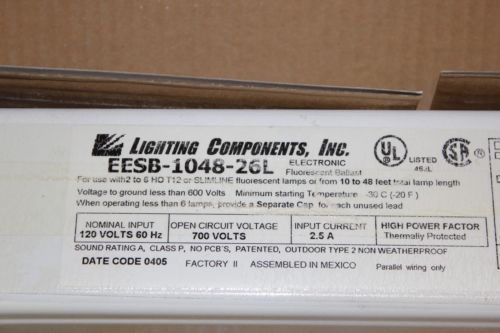 LIGHTING COMPONENTS, INC.
EESB-1048-26L
ELECTRONIC
Fluorescent Ballast
UL
LISTED
SA
For use with 2 to 6 HO T12 or SLIMLINE fluorescent lamps or from 10 to 48 feet total lamp length
Voltage to ground less than 600 Volts Minimum starting Temperature -30 C (-20 F)
When operating less than 6 lamps, provide a Separate Cap for each unused lead
NOMINAL INPUT
120 VOLTS 60 Hz
OPEN CIRCUIT VOLTAGE
700 VOLTS
INPUT CURRENT
2.5 A
HIGH POWER FACTOR
Thermally Protected
SOUND RATING A, CLASS P, NO PCB'S, PATENTED, OUTDOOR TYPE 2 NON WEATHERPROOF
DATE CODE 0405 FACTORY II ASSEMBLED IN MEXICO Parallel wiring only